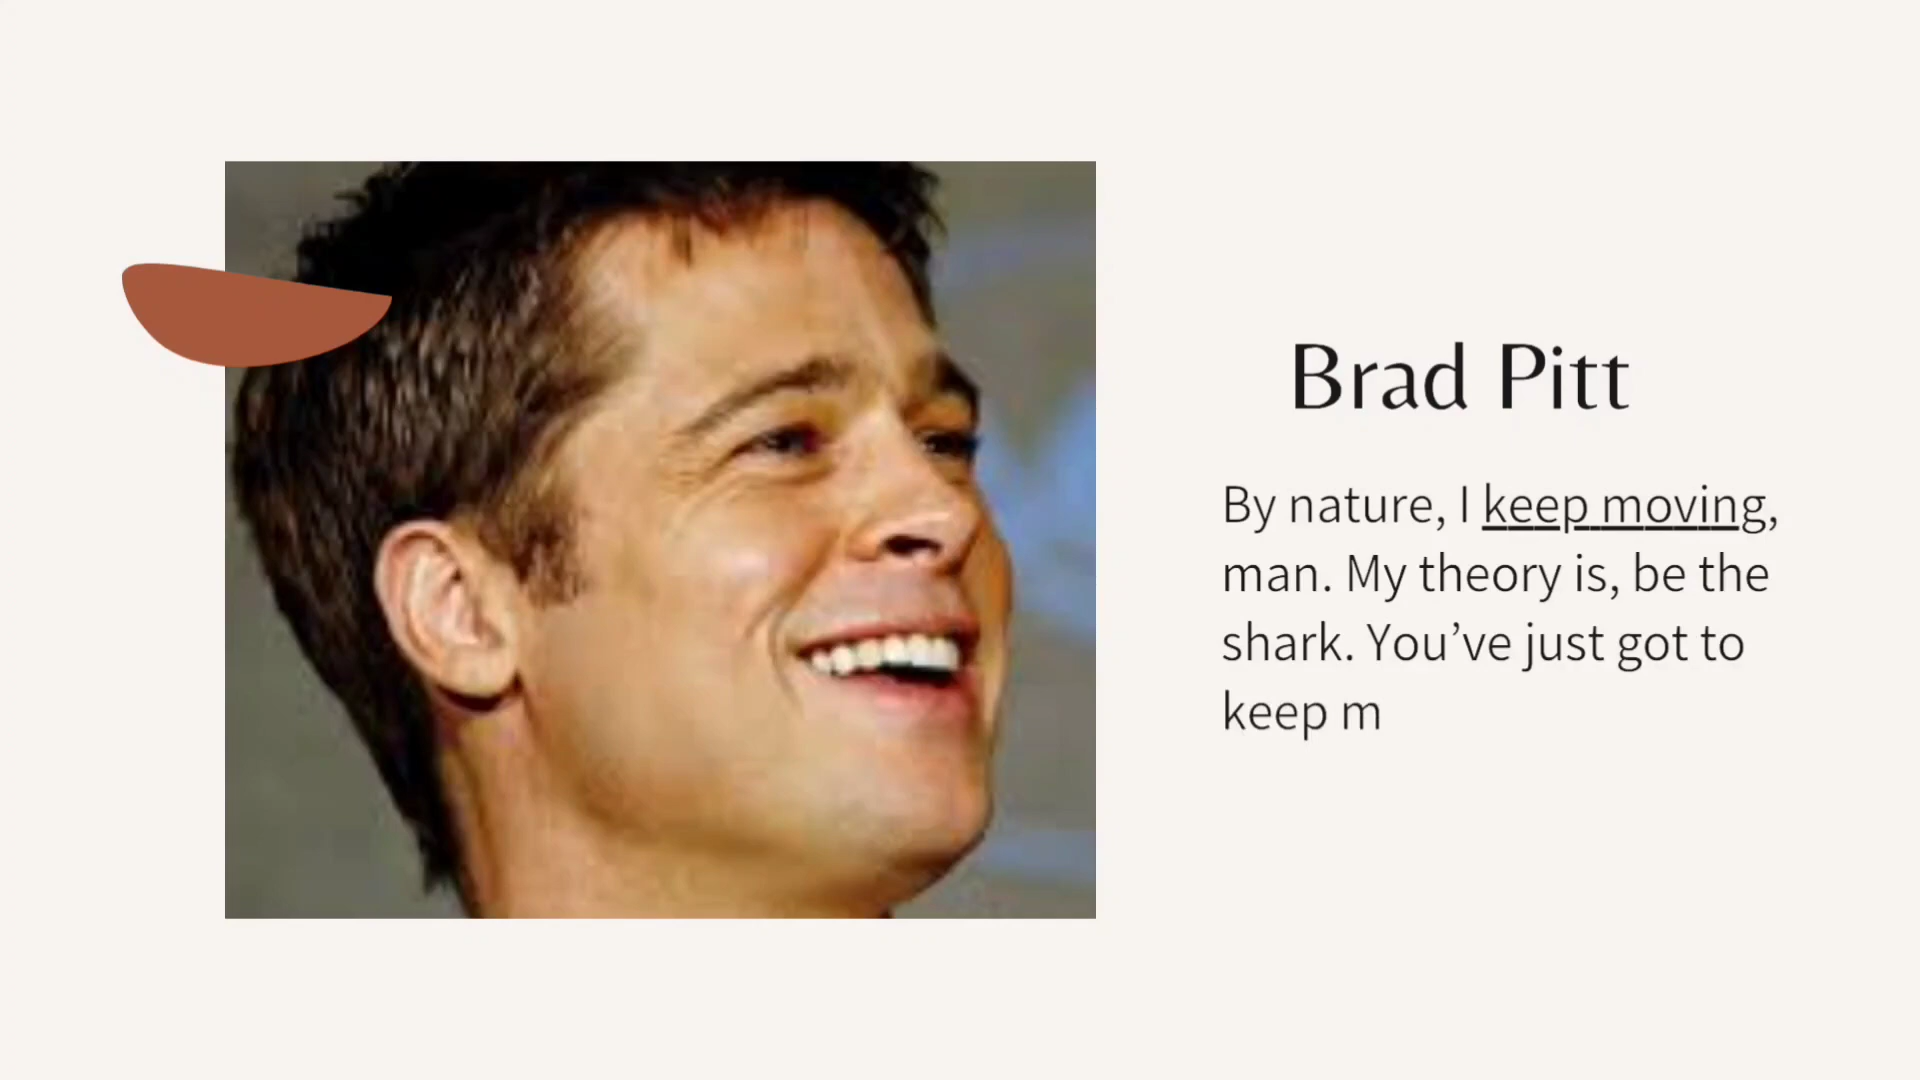 Brad Pitt
By nature, I keep moving,
man. My theory is, be the
shark. You’ve just got to
keep m